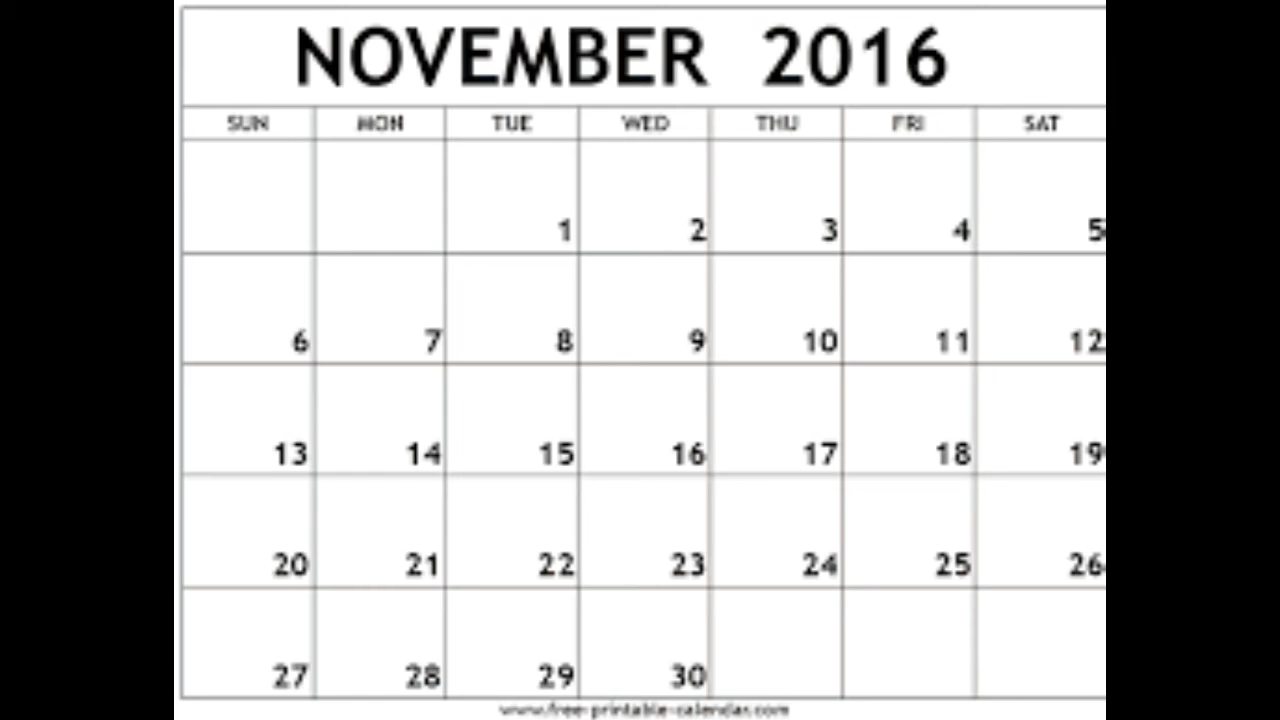 NOVEMBER 2016
SUN MON TUE WED THU FRI SAT
1 2 3 4 5
6 7 8 9 10 11 12
13 14 15 16 17 18 19
20 21 22 23 24 25 26
27 28 29 30
www.free-printable-calendar.com